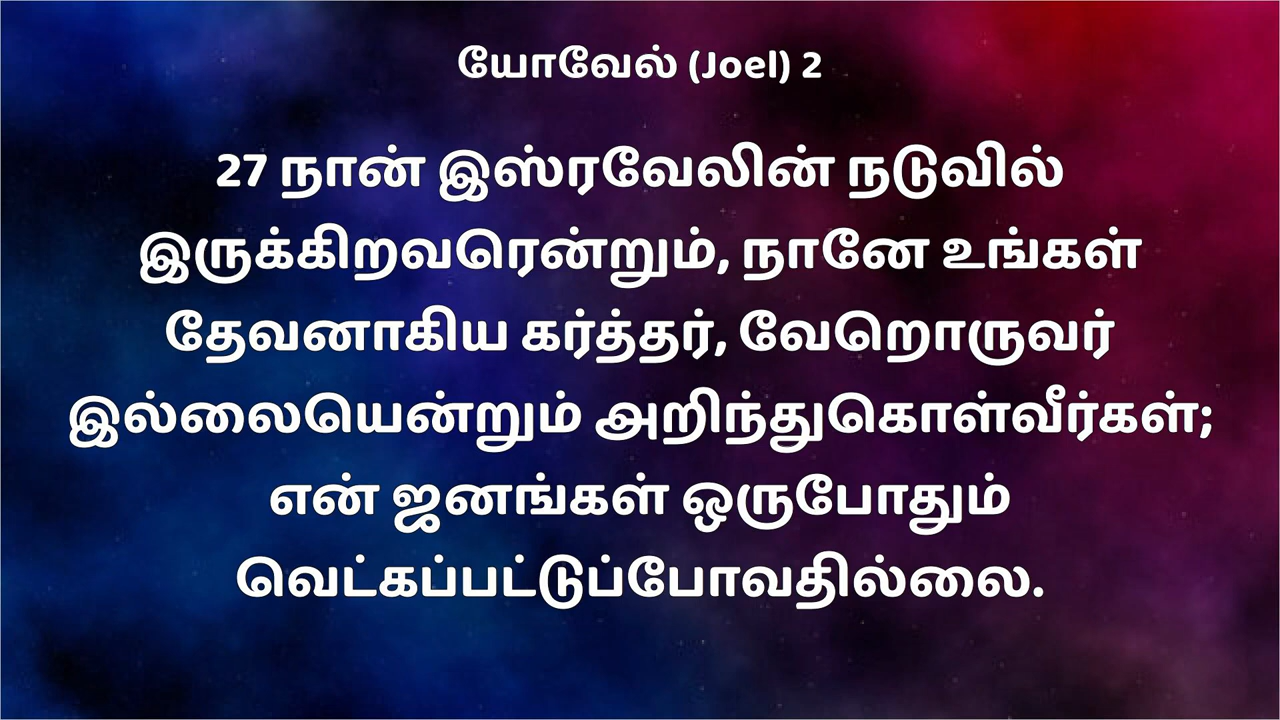 யோவேல் (Joel) 2
27 நான் இஸ்ரவேலின் நடுவில்
இருக்கிறவரென்றும், நானே உங்கள்
தேவனாகிய கர்த்தர், வேறொருவர்
இல்லையென்றும் அறிந்துகொள்வீர்கள்;
என் ஜனங்கள் ஒருபோதும்
வெட்கப்பட்டுப்போவதில்லை.